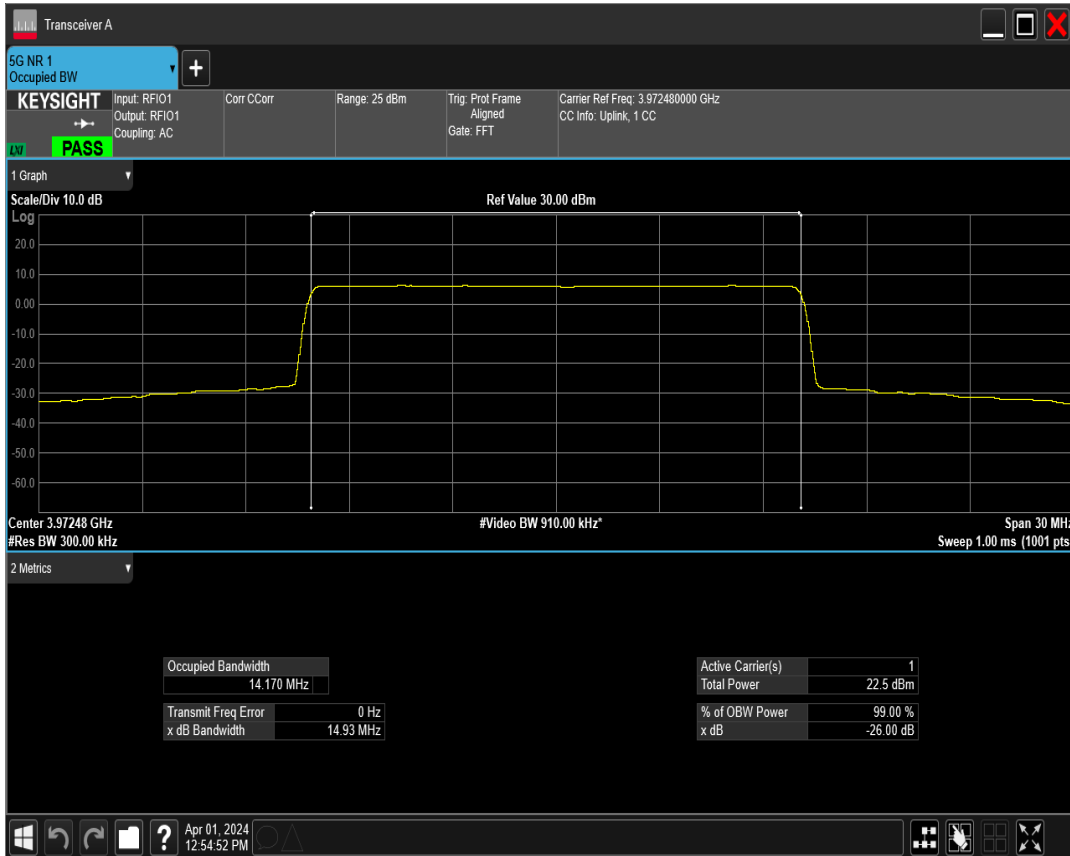 Transceiver A
5G NR 1
Occupied BW
KEYSIGHT
LXI
PASS
Input: RFIO1
Output: RFIO1
Coupling: AC
Corr CCorr
Range: 25 dBm
Trig: Prot Frame
Aligned
Gate: FFT
Carrier Ref Freq: 3.972480000 GHz
CC Info: Uplink, 1 CC
1 Graph
Scale/Div 10.0 dB
Ref Value 30.00 dBm
Log
20.0
10.0
0.00
-10.0
-20.0
-30.0
-40.0
-50.0
-60.0
Center 3.97248 GHz
#Video BW 910.00 kHz*
Span 30 MHz
#Res BW 300.00 kHz
Sweep 1.00 ms (1001 pts
2 Metrics
Occupied Bandwidth
14.170 MHz
Transmit Freq Error 0 Hz
x dB Bandwidth 14.93 MHz
Active Carrier(s) 1
Total Power 22.5 dBm
% of OBW Power 99.00 %
x dB -26.00 dB
?
Apr 01, 2024
12:54:52 PM